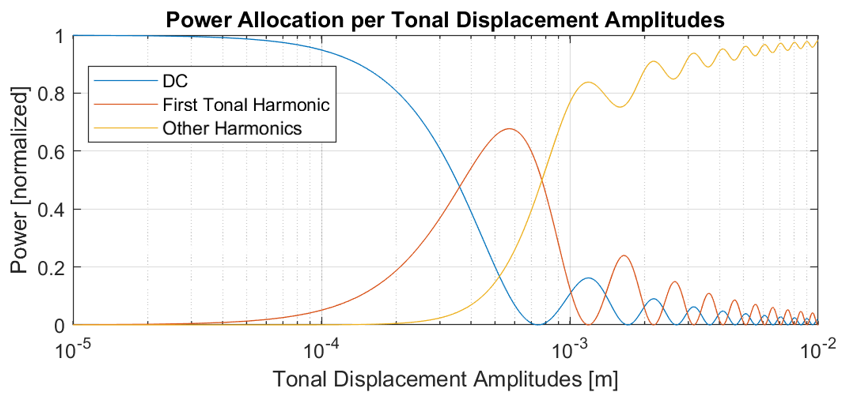 Power Allocation per Tonal Displacement Amplitudes
Power [normalized]
1
0.8
0.6
0.4
0.2
0
DC
First Tonal Harmonic
Other Harmonics
10-5 10-4 10-3 10-2
Tonal Displacement Amplitudes [m]